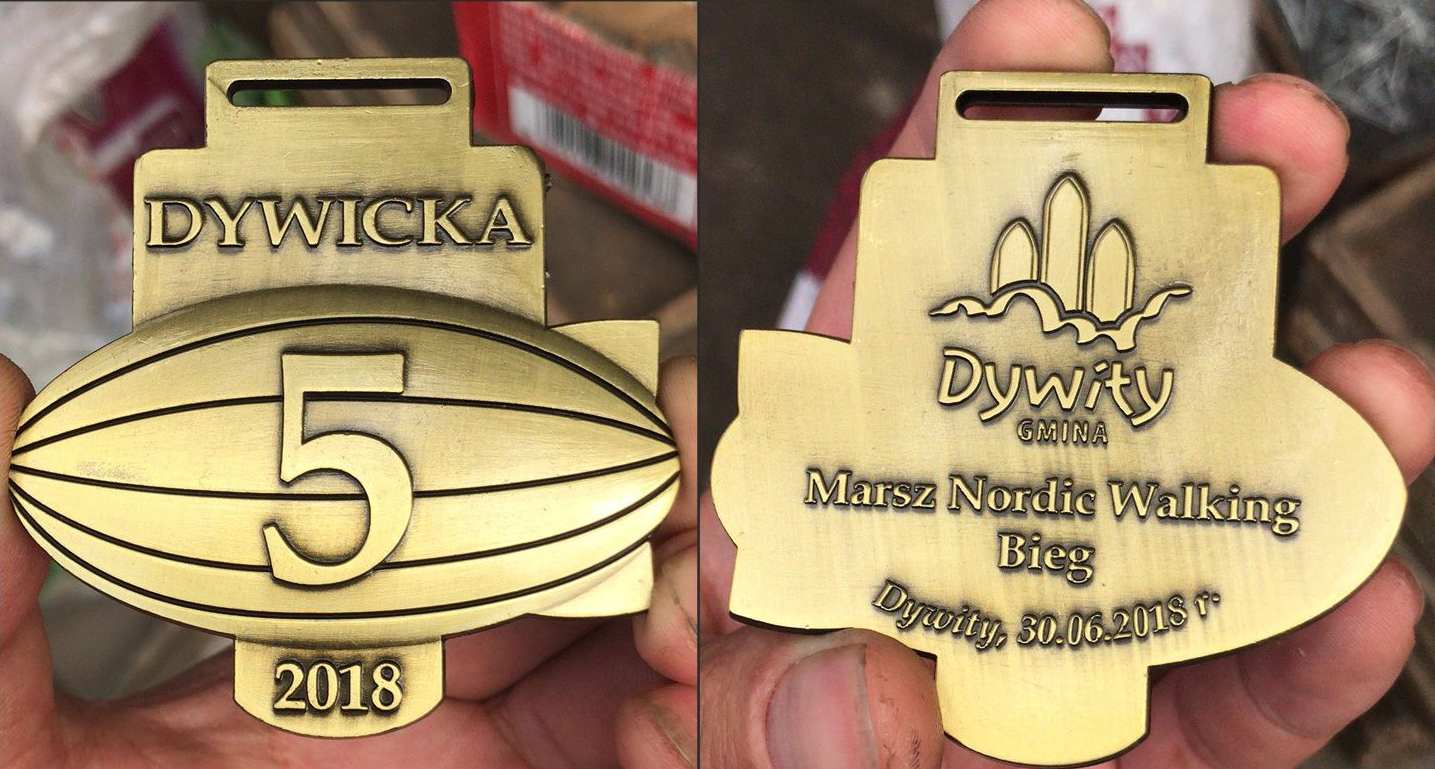 DYWICKA
5
2018
Dywity
GMINA
Marsz Nordic Walking
Bieg
Dywity, 30.06.2018 r.